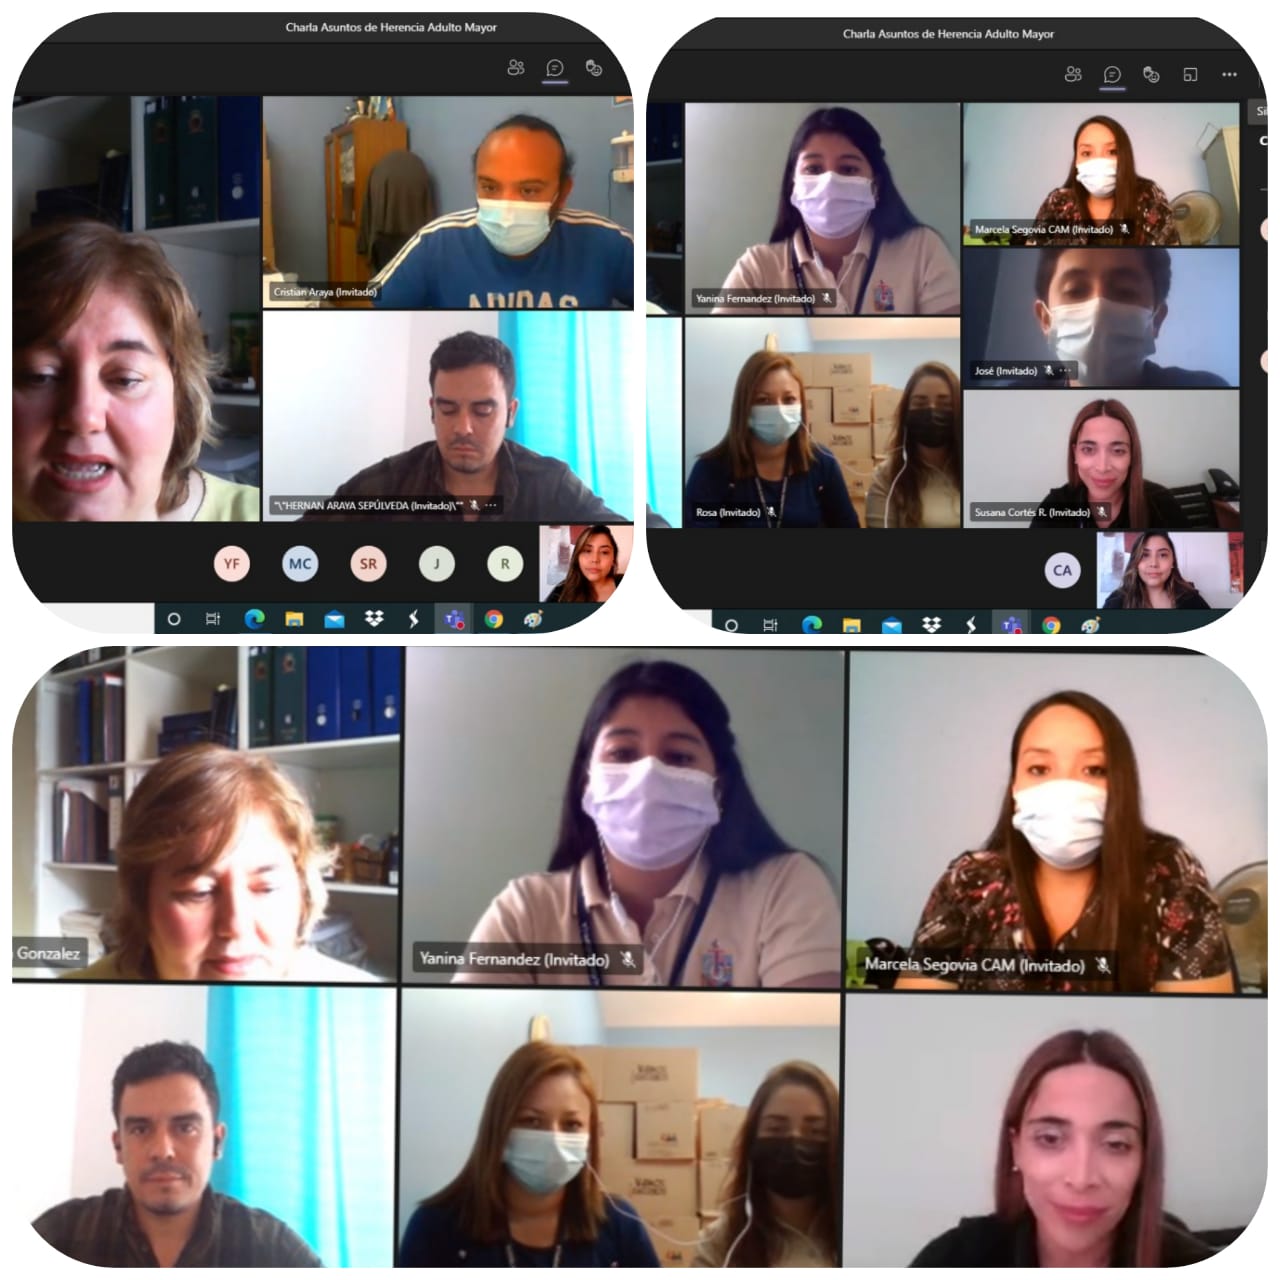 Charla Asuntos de Herencia Adulto Mayor
Cristian Araya (Invitado)
ADIDAS
"\"HERNAN ARAYA SEPÚLVEDA (Invitado)\"" ...
YF
MC
SR
J
R
Charla Asuntos de Herencia Adulto Mayor
Yanina Fernandez (Invitado)
Marcela Segovia CAM (Invitado)
José (Invitado) ...
Rosa (Invitado)
Susana Cortés R. (Invitado)
CA
Gonzalez
Yanina Fernandez (Invitado)
Marcela Segovia CAM (Invitado)